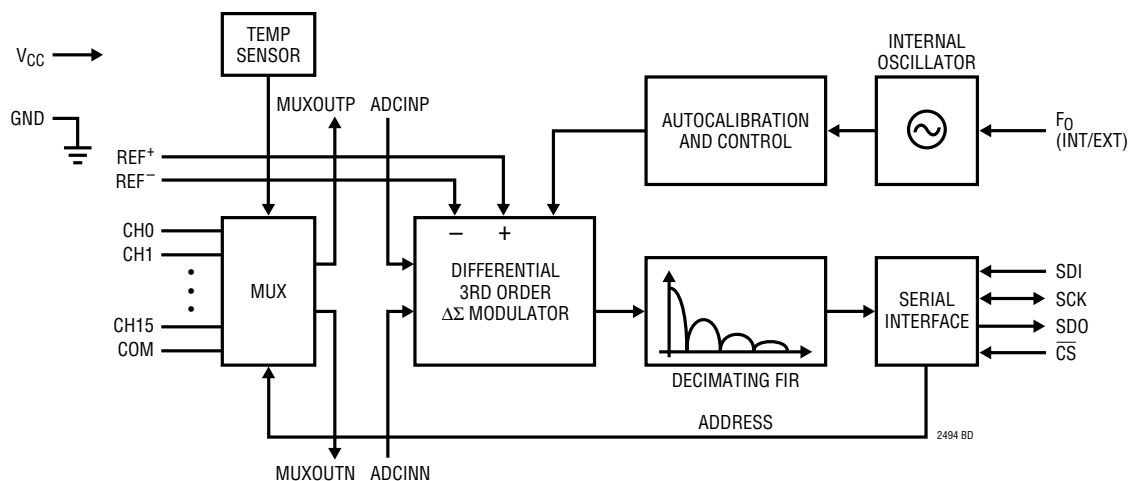 TEMP
SENSOR
INTERNAL
OSCILLATOR
VCC
MUXOUTP
ADCINP
AUTOCALIBRATION
AND CONTROL
GND
FO
(INT/EXT)
REF+
REF−
CH0
CH1
CH15
COM
MUX
− +
DIFFERENTIAL
3RD ORDER
ΔΣ MODULATOR
DECIMATING FIR
SERIAL
INTERFACE
SDI
SCK
SDO
C̅S̅
ADDRESS
2494 BD
MUXOUTN
ADCINN